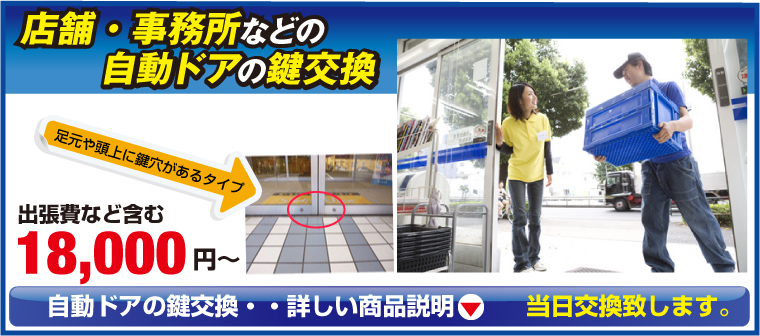 店舗・事務所などの
自動ドアの鍵交換
足元や頭上に鍵穴があるタイプ
出張費など含む
18,000円～
自動ドアの鍵交換・・詳しい商品説明
当日交換致します。